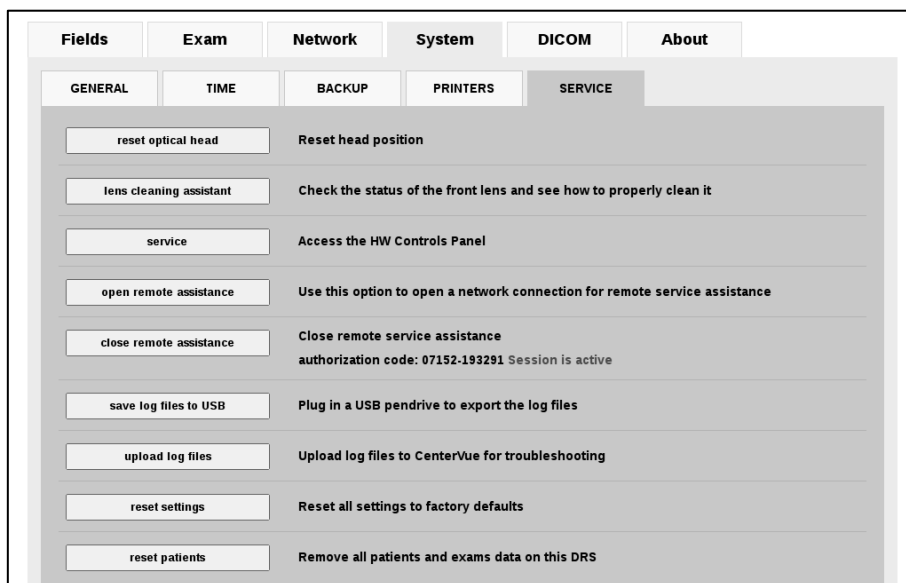 Fields Exam Network System DICOM About
GENERAL TIME BACKUP PRINTERS SERVICE
reset optical head Reset head position
lens cleaning assistant Check the status of the front lens and see how to properly clean it
service Access the HW Controls Panel
open remote assistance Use this option to open a network connection for remote service assistance
close remote assistance Close remote service assistance
authorization code: 07152-193291 Session is active
save log files to USB Plug in a USB pendrive to export the log files
upload log files Upload log files to CenterVue for troubleshooting
reset settings Reset all settings to factory defaults
reset patients Remove all patients and exams data on this DRS